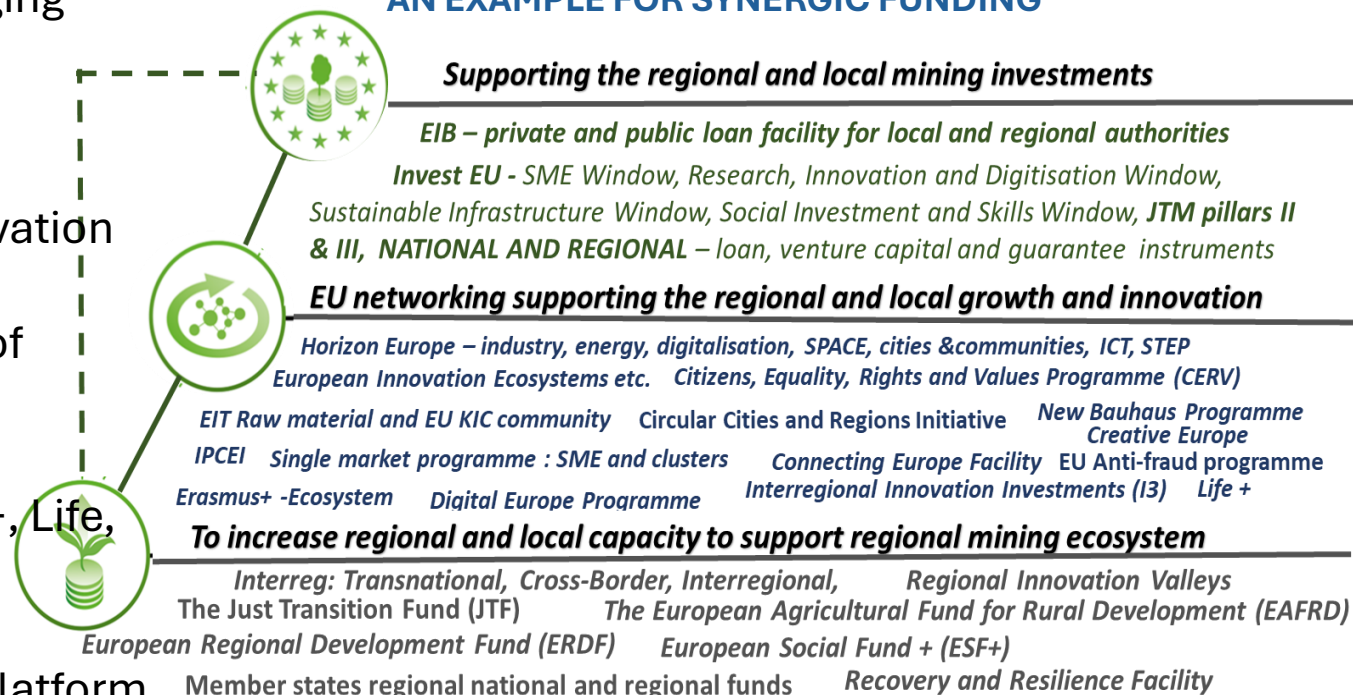 ging
AN EXAMPLE FOR SYNERGIC FUNDING
Supporting the regional and local mining investments
EIB – private and public loan facility for local and regional authorities
Invest EU - SME Window, Research, Innovation and Digitisation Window,
Sustainable Infrastructure Window, Social Investment and Skills Window, JTM pillars II
& III, NATIONAL AND REGIONAL – loan, venture capital and guarantee instruments
vation
EU networking supporting the regional and local growth and innovation
of
Horizon Europe – industry, energy, digitalisation, SPACE, cities &communities, ICT, STEP
European Innovation Ecosystems etc. Citizens, Equality, Rights and Values Programme (CERV)
EIT Raw material and EU KIC community Circular Cities and Regions Initiative New Bauhaus Programme
Creative Europe
IPCEI Single market programme : SME and clusters Connecting Europe Facility EU Anti-fraud programme
Erasmus+ -Ecosystem Digital Europe Programme Interregional Innovation Investments (I3) Life +
-, Life,
To increase regional and local capacity to support regional mining ecosystem
Interreg: Transnational, Cross-Border, Interregional, Regional Innovation Valleys
The Just Transition Fund (JTF) The European Agricultural Fund for Rural Development (EAFRD)
European Regional Development Fund (ERDF) European Social Fund + (ESF+)
latform Member states regional national and regional funds Recovery and Resilience Facility